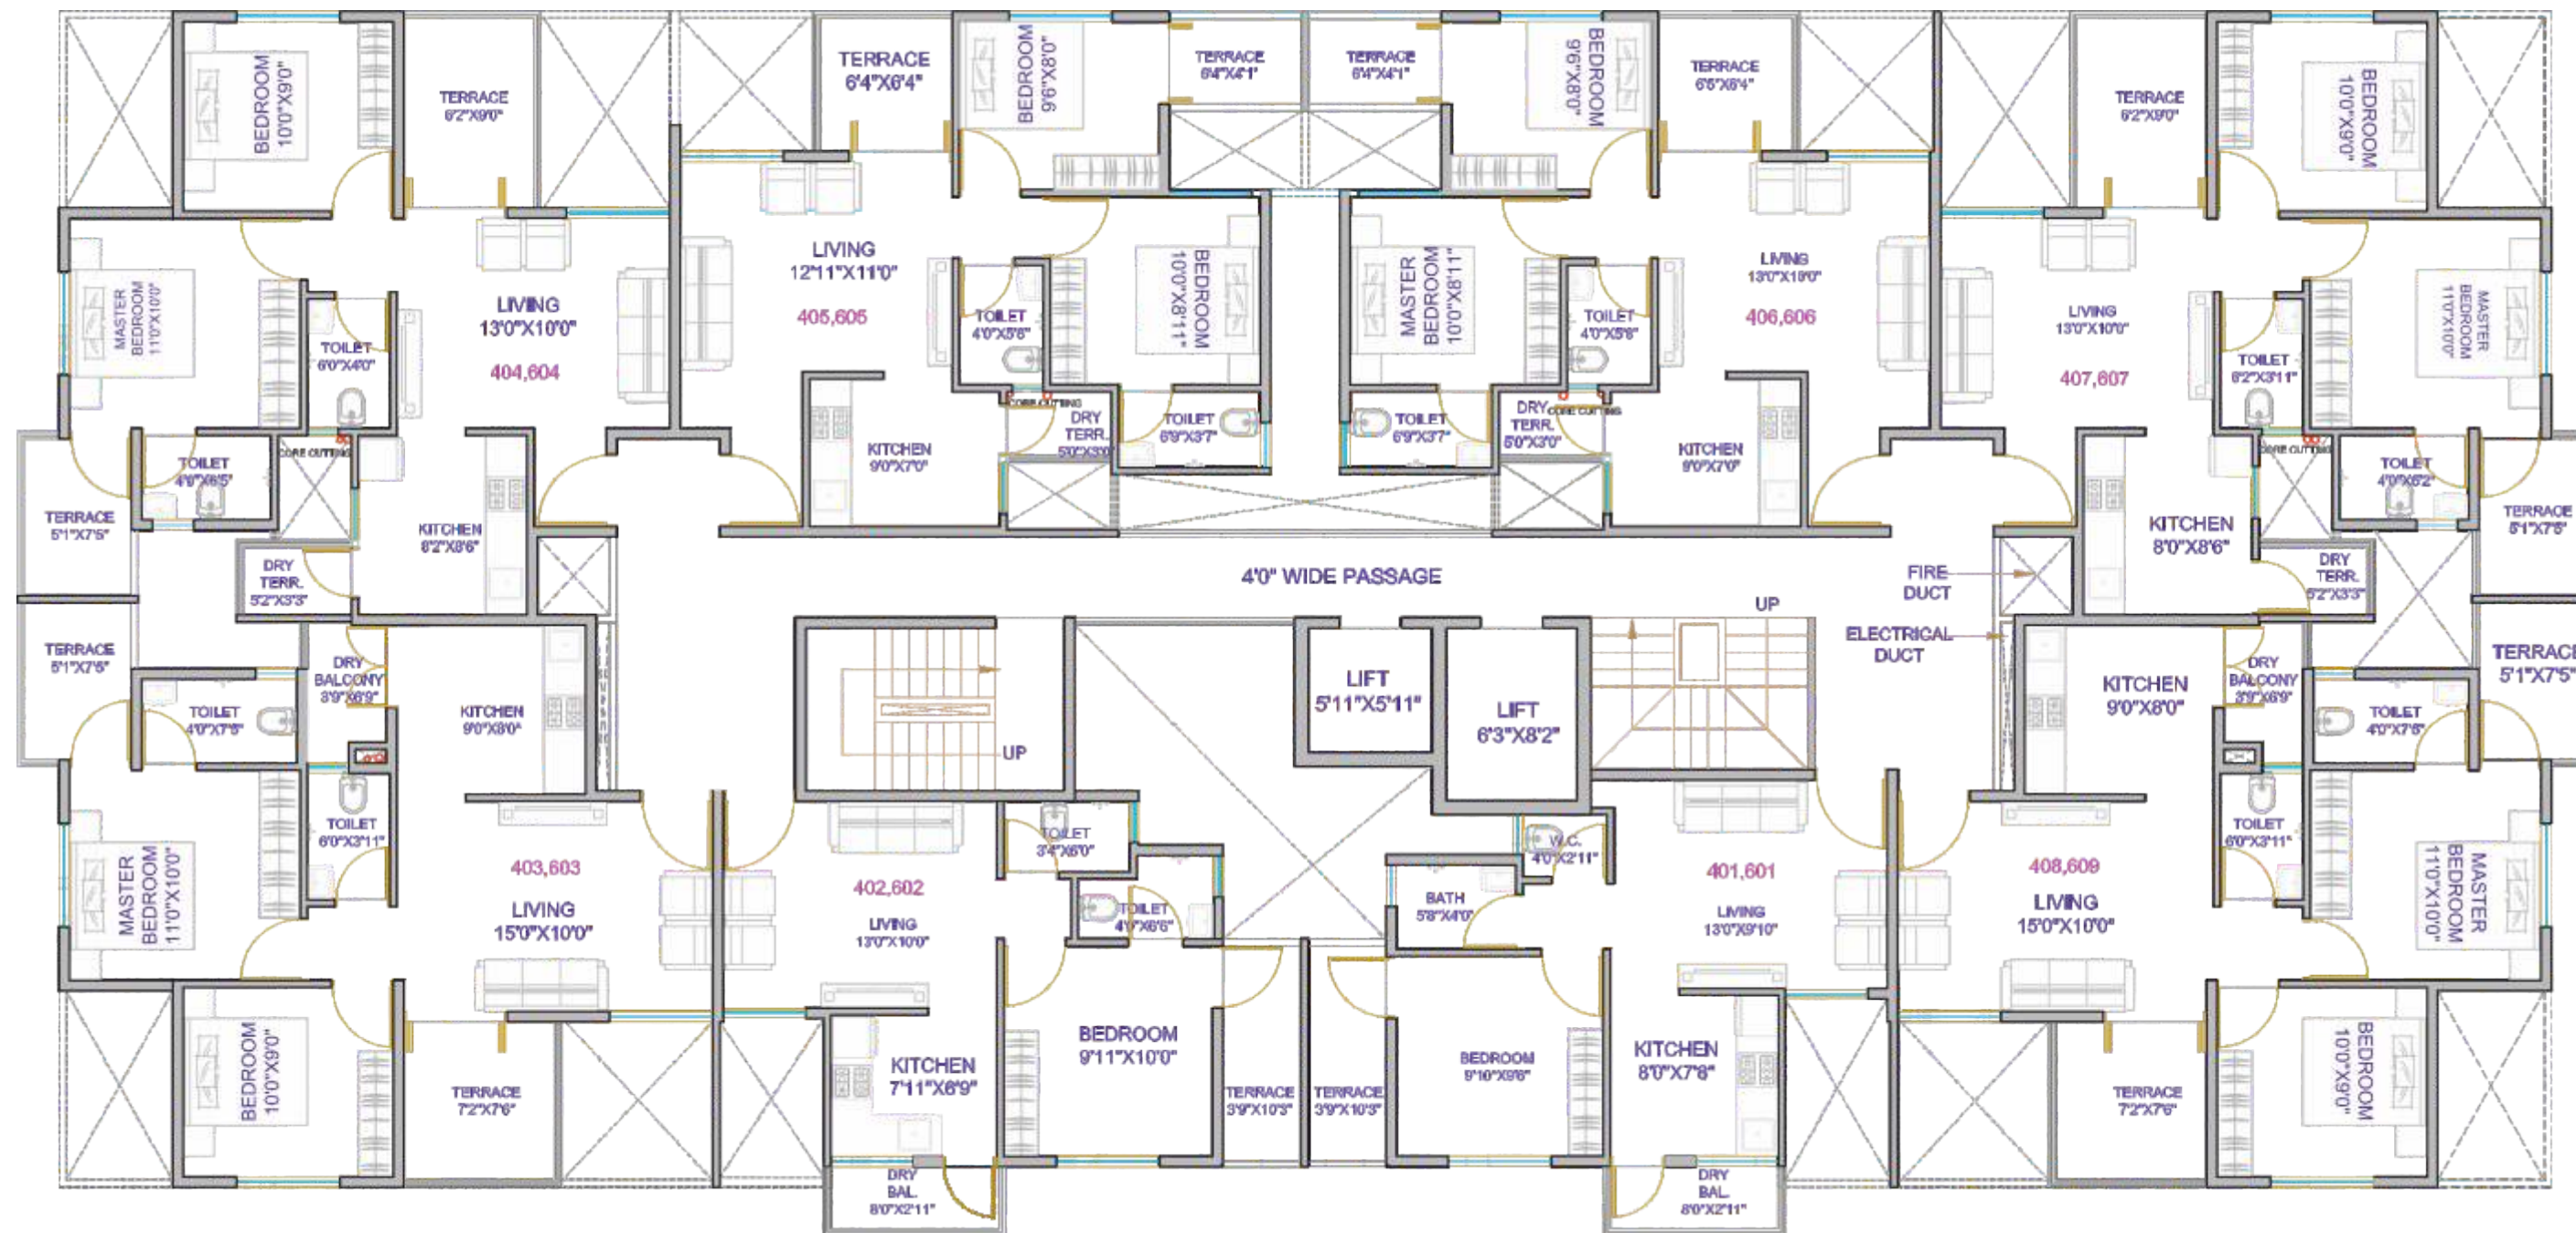 BEDROOM
10'0"X9'0"
TERRACE
6'2"X9'0"
TERRACE
6'4"X6'4"
BEDROOM
9'6"X8'0"
TERRACE
6'4"X4'1"
TERRACE
6'4"X4'1"
BEDROOM
9'6"X8'0"
TERRACE
6'5"X6'4"
TERRACE
6'2"X9'0"
BEDROOM
10'0"X9'0"
MASTER
BEDROOM
11'0"X10'0"
LIVING
13'0"X10'0"
404,604
TOILET
6'0"X4'0"
LIVING
12'11"X11'0"
405,605
TOILET
4'0"X5'6"
BEDROOM
10'0"X8'11"
MASTER
BEDROOM
10'0"X8'11"
TOILET
4'0"X5'6"
LIVING
13'0"X18'0"
406,606
LIVING
13'0"X10'0"
407,607
TOILET
6'2"X3'11"
MASTER
BEDROOM
11'0"X10'0"
TOILET
CORE CUTTING
KITCHEN
8'2"X8'6"
KITCHEN
9'0"X7'0"
CORE CUTTING
DRY
TERR.
5'0"X3'0"
TOILET
6'9"X3'7"
TOILET
6'9"X3'7"
DRY
TERR.
5'0"X3'0"
CORE CUTTING
KITCHEN
9'0"X7'0"
KITCHEN
8'0"X8'6"
CORE CUTTING
TOILET
4'0"X6'2"
TERRACE
5'1"X7'5"
TERRACE
5'1"X7'5"
DRY
TERR.
5'2"X3'3"
4'0" WIDE PASSAGE
FIRE
DUCT
UP
ELECTRICAL
DUCT
DRY
TERR.
5'2"X3'3"
TERRACE
5'1"X7'5"
TERRACE
5'1"X7'5"
TOILET
4'0"X7'5"
DRY
BALCONY
3'9"X6'9"
KITCHEN
9'0"X8'0"
UP
LIFT
5'11"X5'11"
LIFT
6'3"X8'2"
KITCHEN
9'0"X8'0"
DRY
BALCONY
3'9"X6'9"
TOILET
4'0"X7'5"
MASTER
BEDROOM
11'0"X10'0"
TOILET
6'0"X3'11"
403,603
LIVING
15'0"X10'0"
402,602
LIVING
13'0"X10'0"
TOILET
3'4"X6'0"
TOILET
BATH
5'8"X4'0"
W.C.
4'0"X2'11"
401,601
LIVING
13'0"X9'10"
408,609
LIVING
15'0"X10'0"
TOILET
6'0"X3'11"
MASTER
BEDROOM
11'0"X10'0"
BEDROOM
10'0"X9'0"
TERRACE
7'2"X7'6"
KITCHEN
7'11"X6'9"
BEDROOM
9'11"X10'0"
TERRACE
3'9"X10'3"
TERRACE
3'9"X10'3"
BEDROOM
9'10"X9'6"
KITCHEN
8'0"X7'8"
TERRACE
7'2"X7'6"
BEDROOM
10'0"X9'0"
DRY
BAL.
8'0"X2'11"
DRY
BAL.
8'0"X2'11"